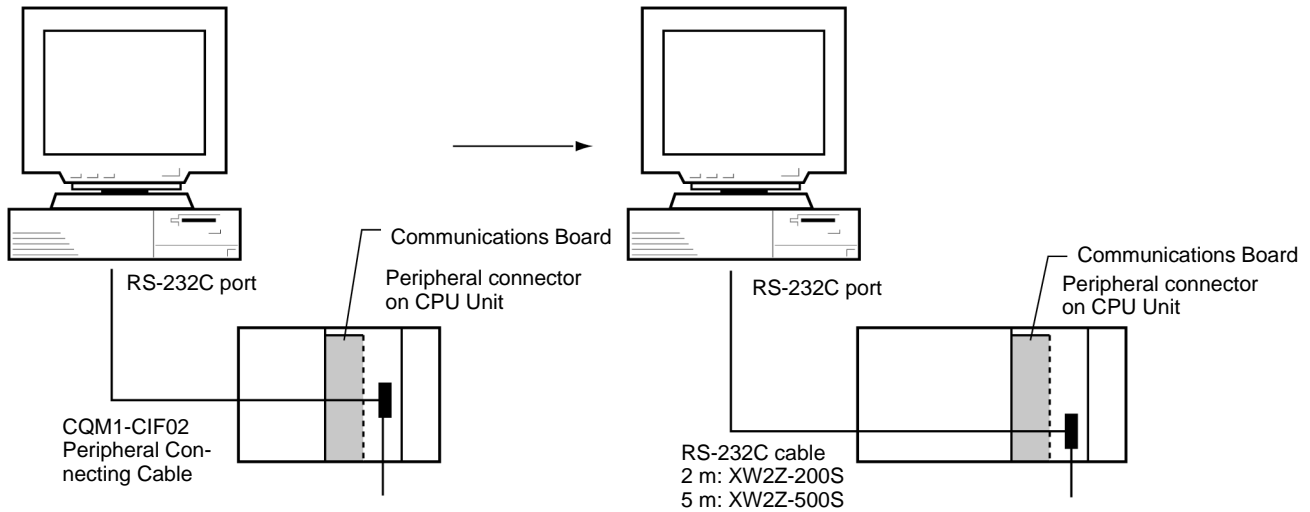 Communications Board
RS-232C port
Peripheral connector
on CPU Unit
CQM1-CIF02
Peripheral Con-
necting Cable
Communications Board
RS-232C port
Peripheral connector
on CPU Unit
RS-232C cable
2 m: XW2Z-200S
5 m: XW2Z-500S